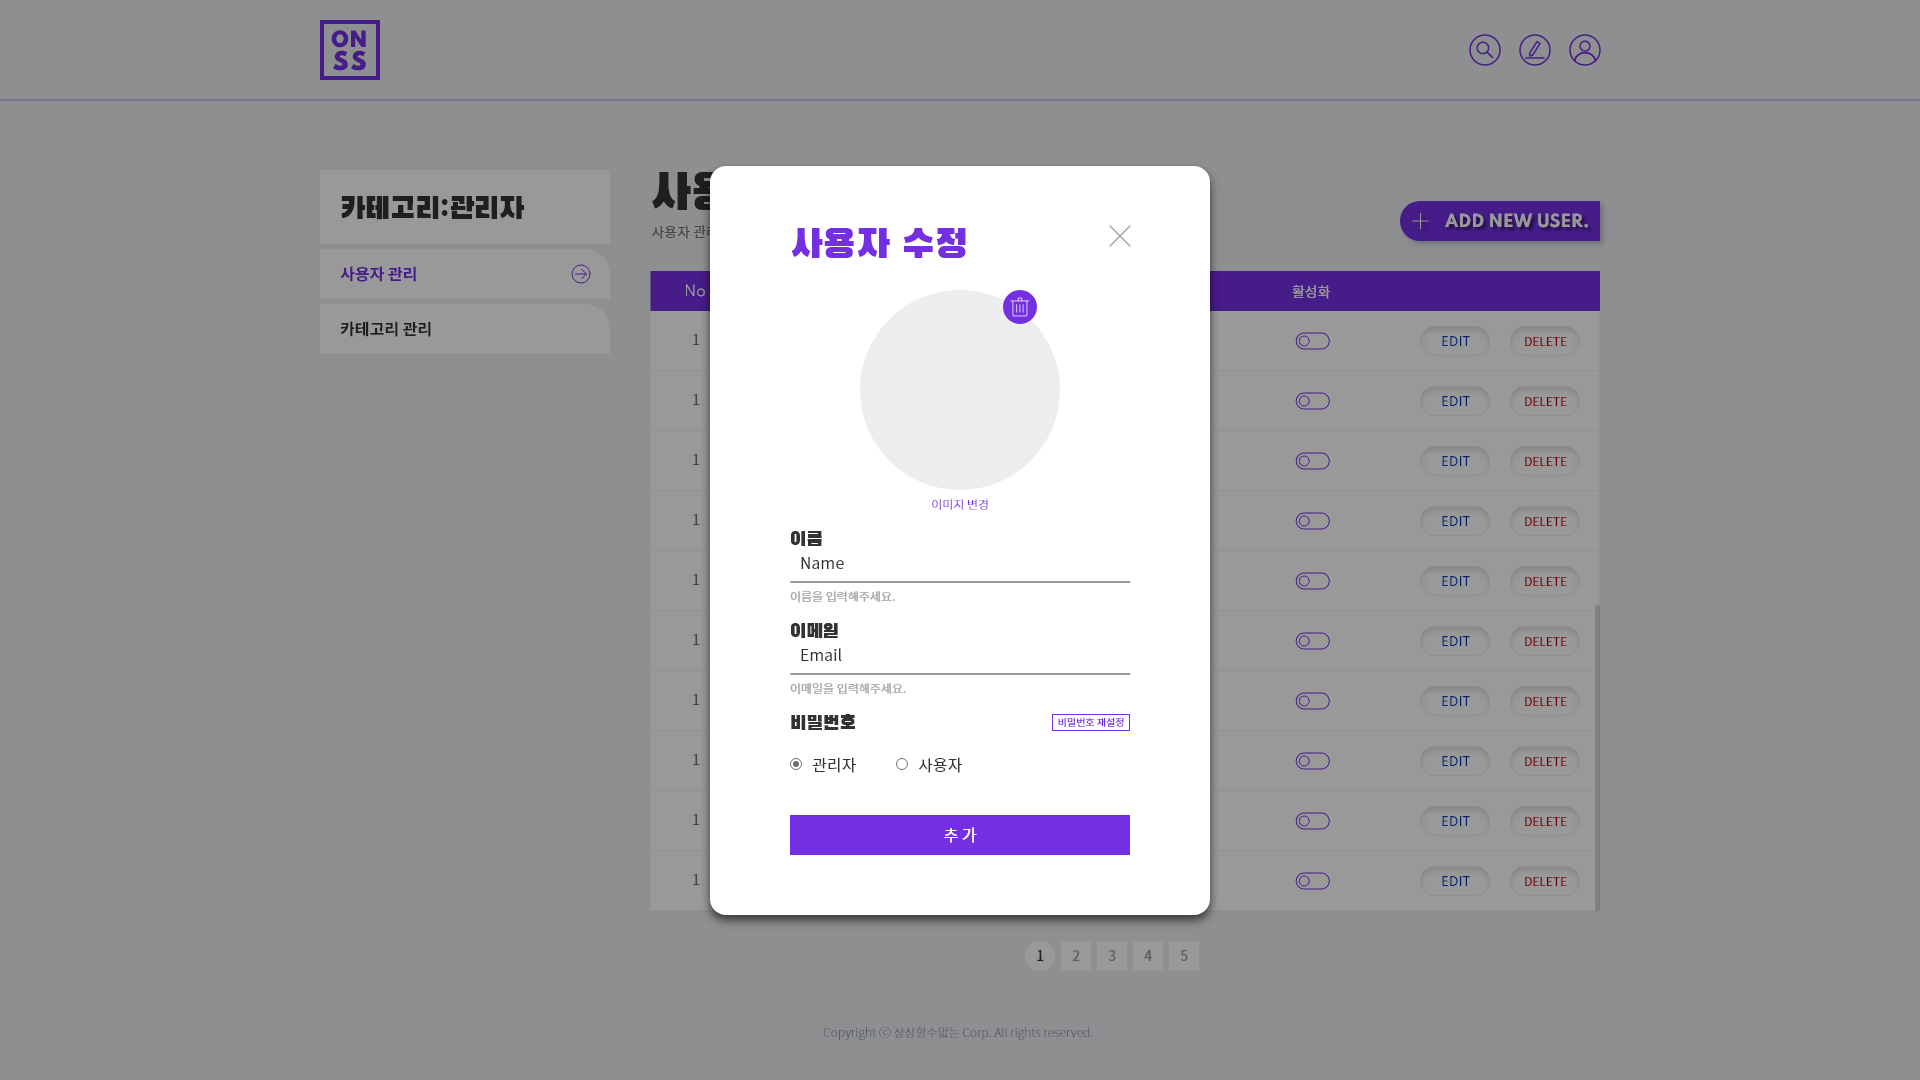 ON
SS
카테고리:관리자
사용자 관리
카테고리 관리
사용자 관리
ADD NEW USER.
No
활성화
1
EDIT
DELETE
1
EDIT
DELETE
1
EDIT
DELETE
1
EDIT
DELETE
1
EDIT
DELETE
1
EDIT
DELETE
1
EDIT
DELETE
1
EDIT
DELETE
1
EDIT
DELETE
1
EDIT
DELETE
사용자 수정
이미지 변경
이름
Name
이름을 입력해주세요.
이메일
Email
이메일을 입력해주세요.
비밀번호
비밀번호 재설정
관리자
사용자
추 가
1 2 3 4 5
Copyright ⓒ 상상할수없는 Corp. All rights reserved.